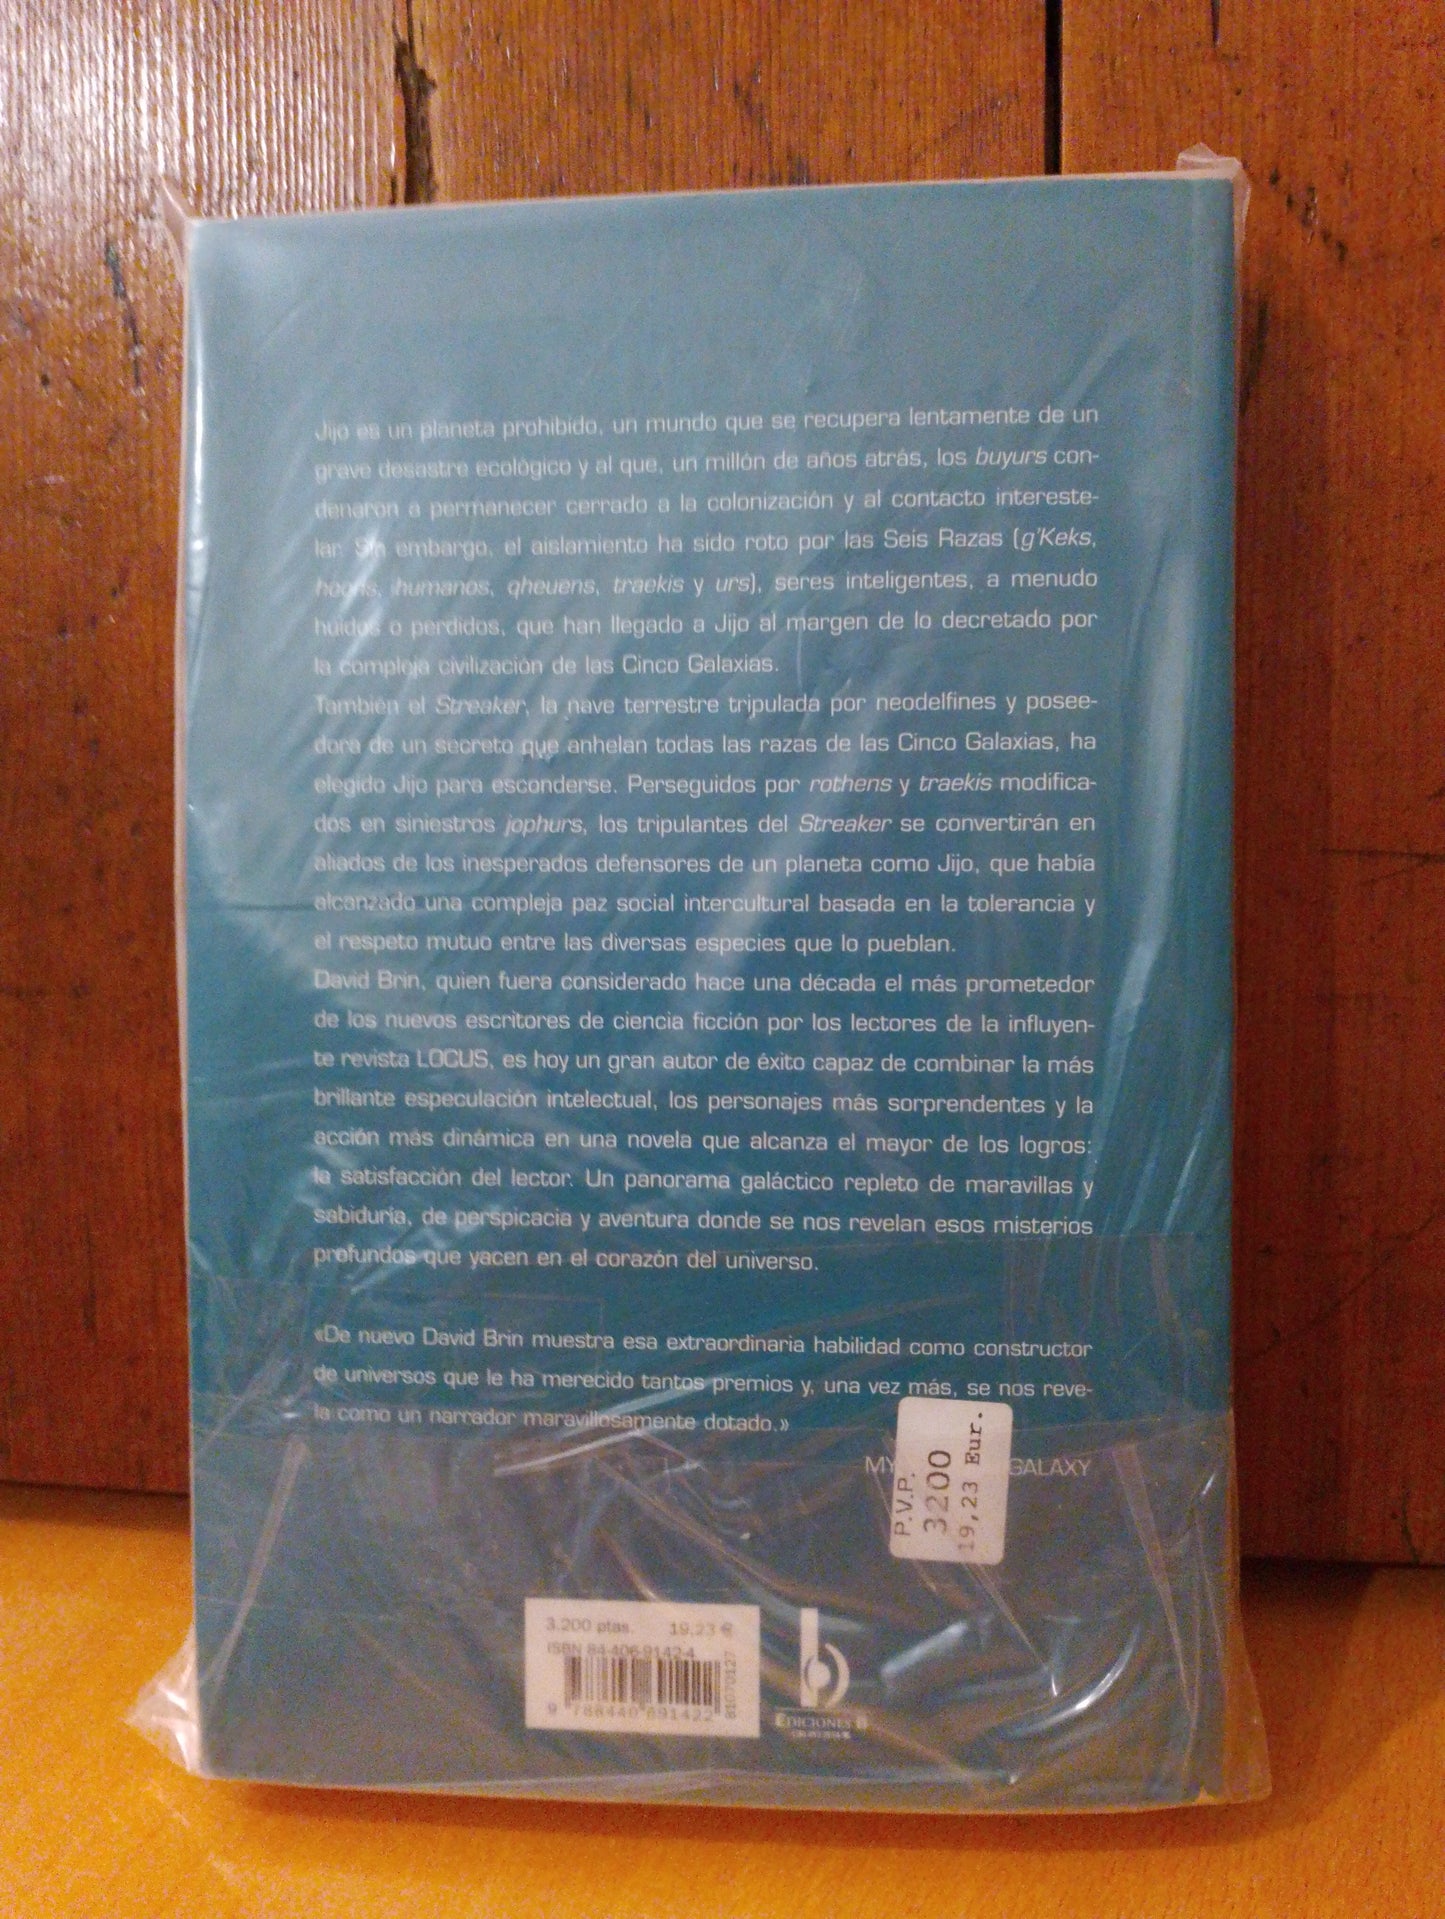 Jijo es un planeta prohibido, un mundo que se recupera lentamente de un
grave desastre ecológico y al que, un millón de años atrás, los buyurs con-
denaron a permanecer cerrado a la colonización y al contacto intereste-
lar. Sin embargo, el aislamiento ha sido roto por las Seis Razas (g'Keks,
hoons, humanos, qheuens, traekis y urs), seres inteligentes, a menudo
huidos o perdidos, que han llegado a Jijo al margen de lo decretado por
la compleja civilización de las Cinco Galaxias.
También el Streaker, la nave terrestre tripulada por neodelfines y posee-
dora de un secreto que anhelan todas las razas de las Cinco Galaxias, ha
elegido Jijo para esconderse. Perseguidos por rothens y traekis modifica-
dos en siniestros jophurs, los tripulantes del Streaker se convertirán en
aliados de los inesperados defensores de un planeta como Jijo, que había
alcanzado una compleja paz social intercultural basada en la tolerancia y
el respeto mutuo entre las diversas especies que lo pueblan.
David Brin, quien fuera considerado hace una década el más prometedor
de los nuevos escritores de ciencia ficción por los lectores de la influyen-
te revista LOCUS, es hoy un gran autor de éxito capaz de combinar la más
brillante especulación intelectual, los personajes más sorprendentes y la
acción más dinámica en una novela que alcanza el mayor de los logros:
la satisfacción del lector. Un panorama galáctico repleto de maravillas y
sabiduría, de perspicacia y aventura donde se nos revelan esos misterios
profundos que yacen en el corazón del universo.
«De nuevo David Brin muestra esa extraordinaria habilidad como constructor
de universos que le ha merecido tantos premios y, una vez más, se nos reve-
la como un narrador maravillosamente dotado.»
MY GALAXY
P.V.P.
3200
19,23 Eur.
3.200 ptas. 19,23 €
ISBN 84-406-9142-4
9 788440 691422
81070127
EDICIONES B
GRUPO ZETA